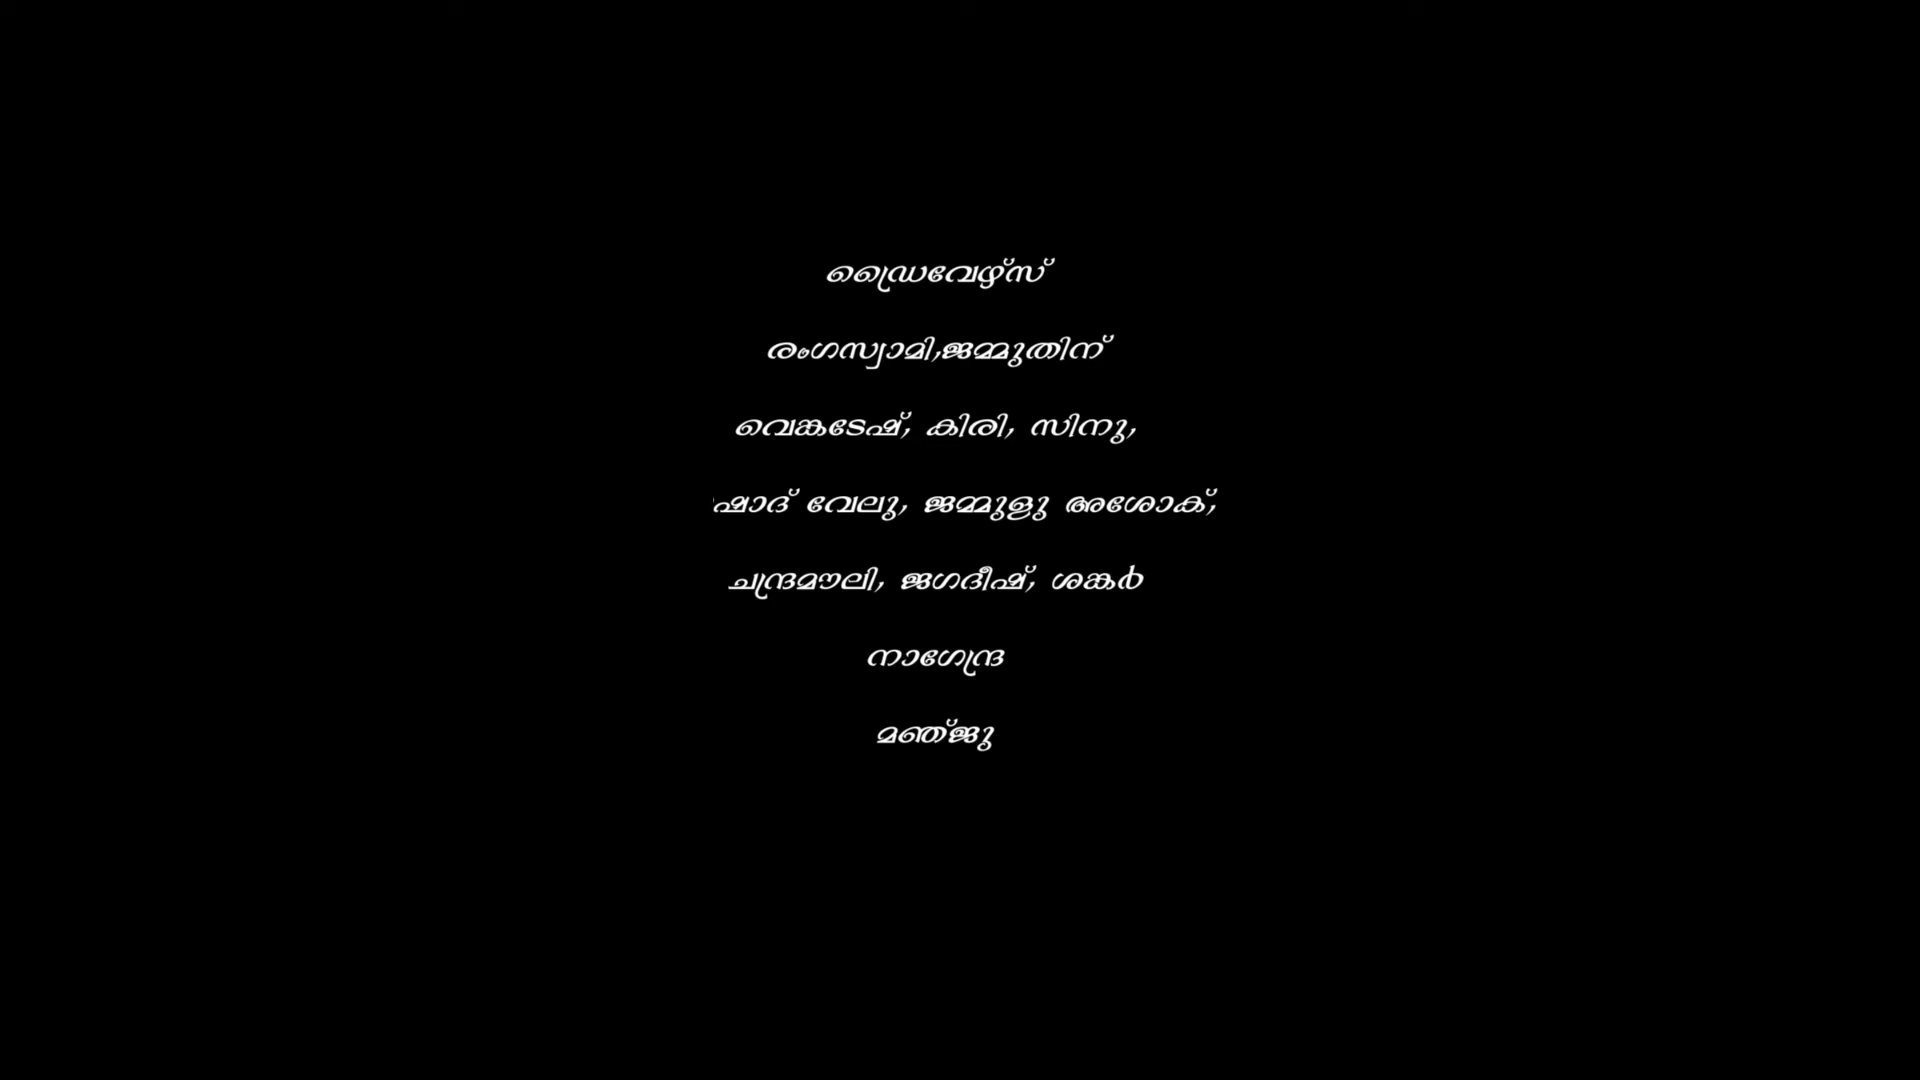 ഡ്രൈവേഴ്സ്
രംഗസ്വാമി,ജമ്മുതിന്
വെങ്കടേഷ്, കിരി, സിനു,
വേലു, ജമ്മുളു അശോക്,
ചന്ദ്രമൗലി, ജഗദീഷ്, ശങ്കർ
നാഗേന്ദ്ര
മഞ്ജു